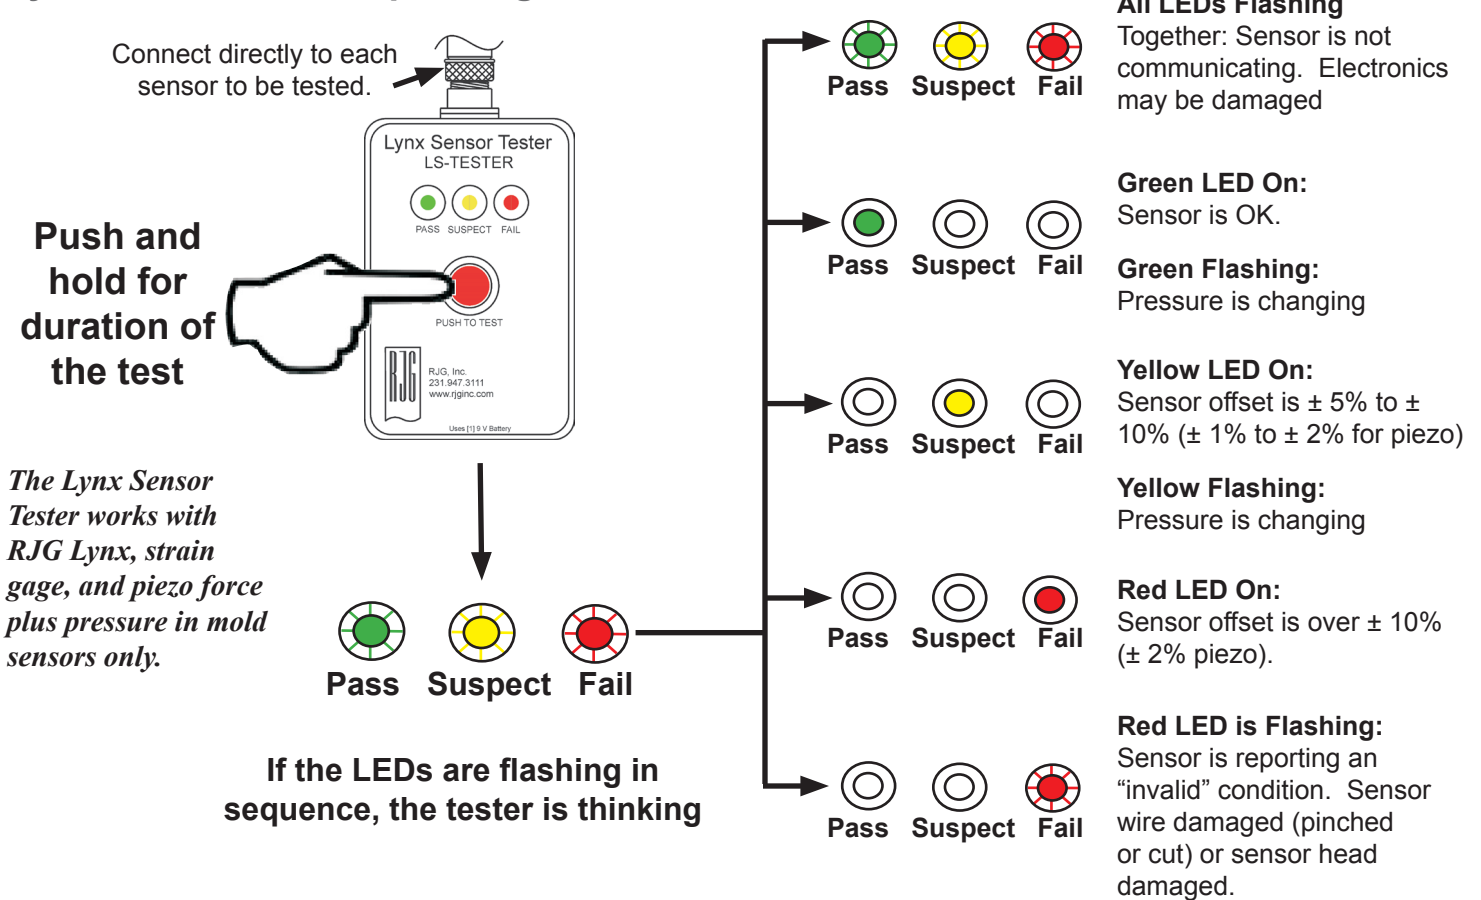 Connect directly to each
sensor to be tested.
Lynx Sensor Tester
LS-TESTER
PASS SUSPECT FAIL
PUSH TO TEST
RJG
RJG, Inc.
231.947.3111
www.rjginc.com
Uses [1] 9 V Battery
Push and
hold for
duration of
the test
The Lynx Sensor
Tester works with
RJG Lynx, strain
gage, and piezo force
plus pressure in mold
sensors only.
Pass Suspect Fail
If the LEDs are flashing in
sequence, the tester is thinking
Pass Suspect Fail
All LEDs Flashing
Together: Sensor is not
communicating. Electronics
may be damaged
Pass Suspect Fail
Green LED On:
Sensor is OK.
Green Flashing:
Pressure is changing
Pass Suspect Fail
Yellow LED On:
Sensor offset is ± 5% to ±
10% (± 1% to ± 2% for piezo)
Yellow Flashing:
Pressure is changing
Pass Suspect Fail
Red LED On:
Sensor offset is over ± 10%
(± 2% piezo).
Pass Suspect Fail
Red LED is Flashing:
Sensor is reporting an
“invalid” condition. Sensor
wire damaged (pinched
or cut) or sensor head
damaged.